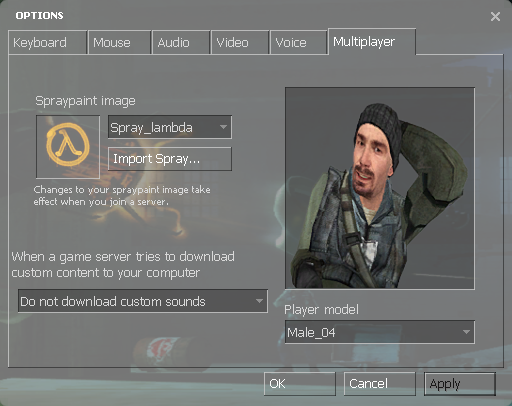 OPTIONS
Keyboard
Mouse
Audio
Video
Voice
Multiplayer
Spraypaint image
Spray_lambda
Import Spray...
Changes to your spraypaint image take
effect when you join a server.
When a game server tries to download
custom content to your computer
Do not download custom sounds
Player model
Male_04
OK
Cancel
Apply